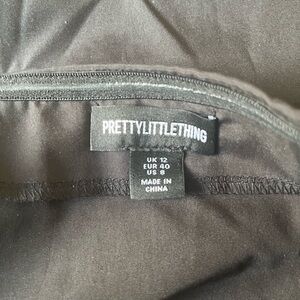 PRETTYLITTLETHING
UK 12
EUR 40
US 8
MADE IN
CHINA